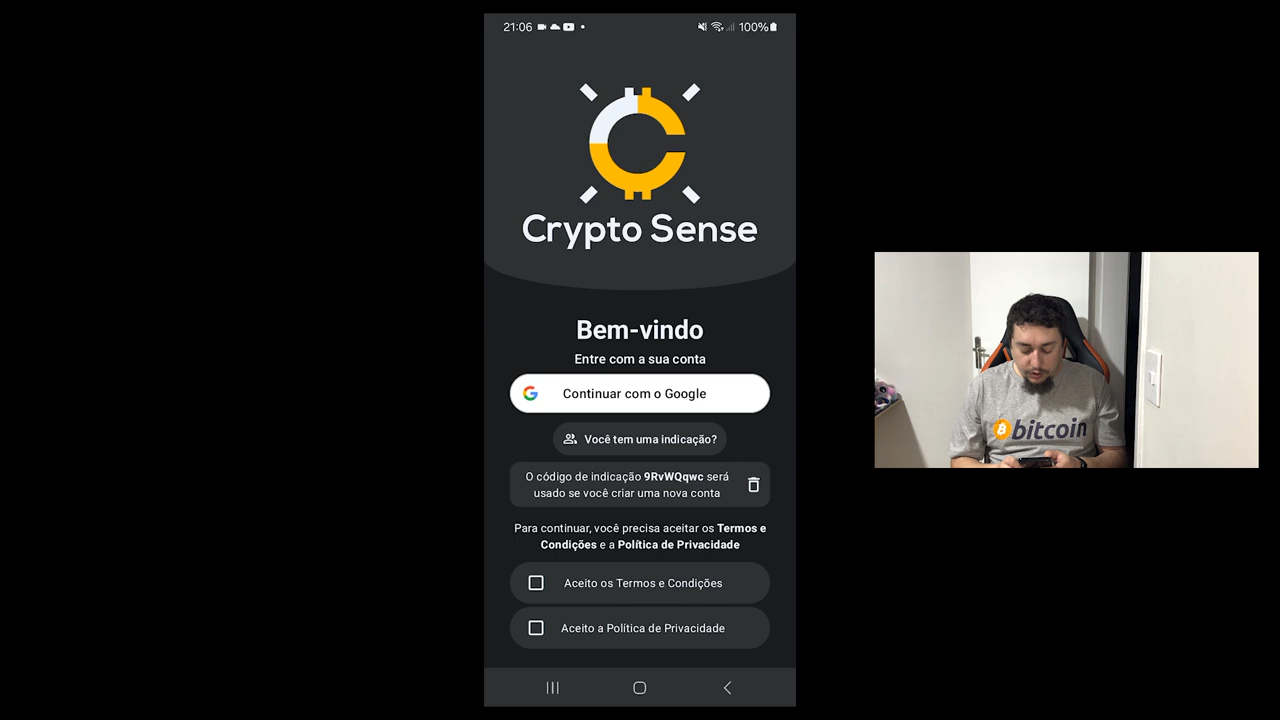 21:06
100%
Crypto Sense
Bem-vindo
Entre com a sua conta
Continuar com o Google
Você tem uma indicação?
O código de indicação 9RvWQqwc será
usado se você criar uma nova conta
Para continuar, você precisa aceitar os Termos e
Condições e a Política de Privacidade
Aceito os Termos e Condições
Aceito a Política de Privacidade
bitcoin